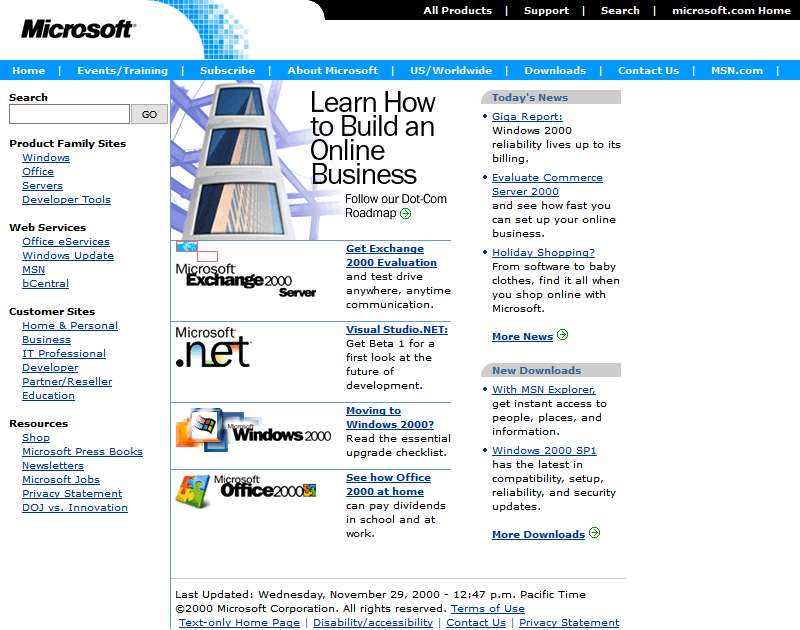 All Products | Support | Search | microsoft.com Home
Microsoft
Home | Events/Training | Subscribe | About Microsoft | US/Worldwide | Downloads | Contact Us | MSN.com |
Search
GO
Product Family Sites
Windows
Office
Servers
Developer Tools
Web Services
Office eServices
Windows Update
MSN
bCentral
Customer Sites
Home & Personal
Business
IT Professional
Developer
Partner/Reseller
Education
Resources
Shop
Microsoft Press Books
Newsletters
Microsoft Jobs
Privacy Statement
DOJ vs. Innovation
Learn How
to Build an
Online
Business
Follow our Dot-Com
Roadmap
Microsoft
Exchange 2000
Server
Get Exchange
2000 Evaluation
and test drive
anywhere, anytime
communication.
Microsoft
.net
Visual Studio.NET:
Get Beta 1 for a
first look at the
future of
development.
Microsoft
Windows 2000
Moving to
Windows 2000?
Read the essential
upgrade checklist.
Microsoft
Office 2000
See how Office
2000 at home
can pay dividends
in school and at
work.
Today's News
Giga Report:
Windows 2000
reliability lives up to its
billing.
Evaluate Commerce
Server 2000
and see how fast you
can set up your online
business.
Holiday Shopping?
From software to baby
clothes, find it all when
you shop online with
Microsoft.
More News
New Downloads
With MSN Explorer,
get instant access to
people, places, and
information.
Windows 2000 SP1
has the latest in
compatibility, setup,
reliability, and security
updates.
More Downloads
Last Updated: Wednesday, November 29, 2000 - 12:47 p.m. Pacific Time
©2000 Microsoft Corporation. All rights reserved. Terms of Use
Text-only Home Page | Disability/accessibility | Contact Us | Privacy Statement